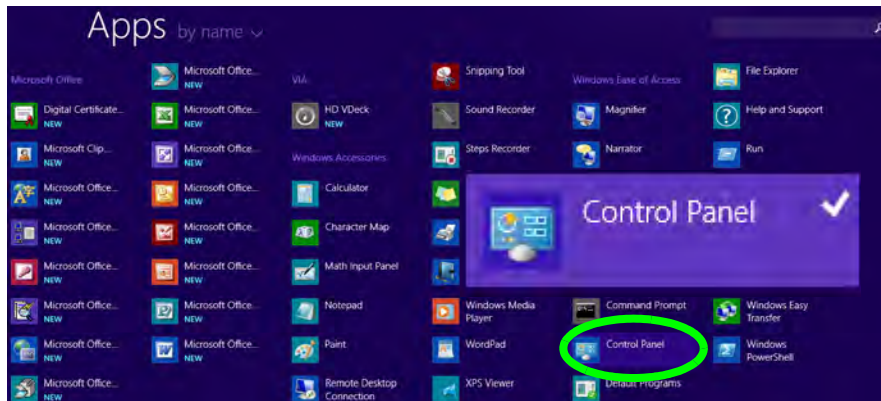 Apps by name
Microsoft Office
Digital Certificate...
NEW
Microsoft Clip...
NEW
Microsoft Office...
NEW
Microsoft Office...
NEW
Microsoft Office...
NEW
Microsoft Office...
NEW
Microsoft Office...
NEW
Microsoft Office...
NEW
Microsoft Office...
NEW
Microsoft Office...
NEW
Microsoft Office...
NEW
Microsoft Office...
NEW
Microsoft Office...
NEW
Microsoft Office...
NEW
Microsoft Office...
NEW
Microsoft Office...
NEW
VIA
HD VDeck
NEW
Windows Accessories
Calculator
Character Map
Math Input Panel
Notepad
Paint
Remote Desktop
Connection
Snipping Tool
Sound Recorder
Steps Recorder
Windows Media
Player
WordPad
XPS Viewer
Windows Ease of Access
Magnifier
Narrator
Control Panel
Command Prompt
Control Panel
Default Programs
File Explorer
Help and Support
Run
Windows Easy
Transfer
Windows
PowerShell